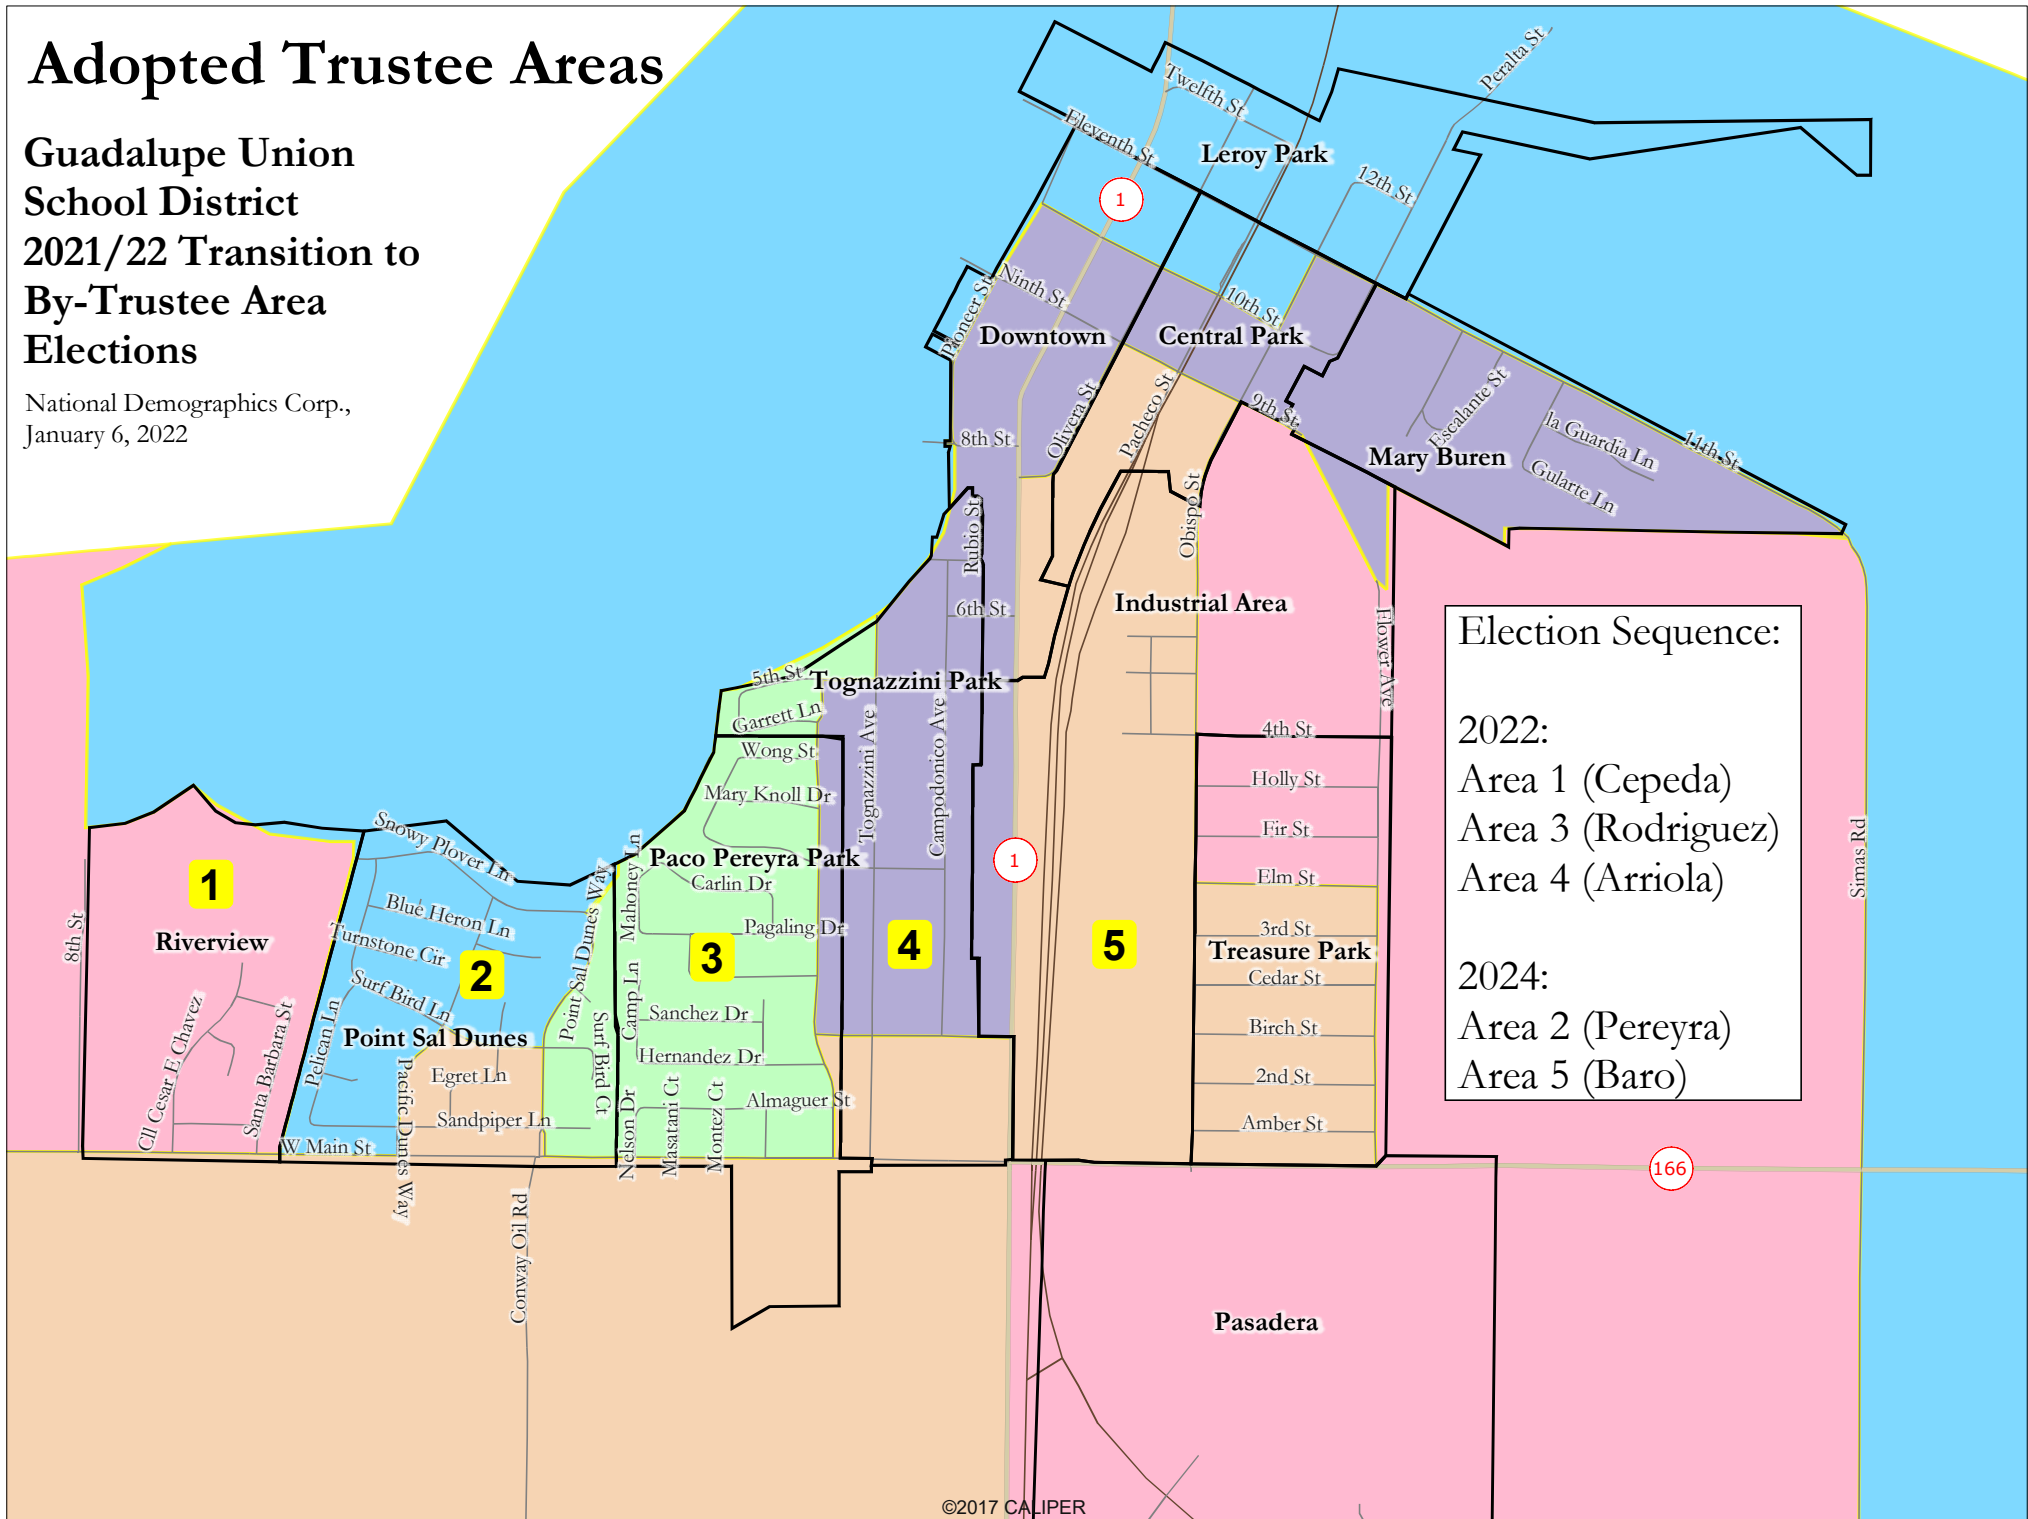 Adopted Trustee Areas
Guadalupe Union
School District
2021/22 Transition to
By-Trustee Area
Elections
National Demographics Corp.,
January 6, 2022
Peralta St
Twelfth St
Eleventh St
Leroy Park
12th St
1
Ninth St
Pioneer St
10th St
Downtown
Central Park
Olivera St
Pacheco St
9th St
Escalante St
la Guardia Ln
11th St
8th St
Mary Buren
Gularte Ln
Rubio St
Obispo St
6th St
Industrial Area
Flower Ave
Election Sequence:
2022:
Area 1 (Cepeda)
Area 3 (Rodriguez)
Area 4 (Arriola)
2024:
Area 2 (Pereyra)
Area 5 (Baro)
5th St
Tognazzini Park
Garrett Ln
Tognazzini Ave
Campodonico Ave
4th St
Wong St
Holly St
Mary Knoll Dr
Fir St
Snowy Plover Ln
Mahoney Ln
Paco Pereyra Park
1
Simas Rd
Carlin Dr
Elm St
1
8th St
Riverview
Blue Heron Ln
Turnstone Cir
2
Surf Bird Ln
Point Sal Dunes Way
Pagaling Dr
3
4
5
3rd St
Treasure Park
Cedar St
Camp Ln
Sanchez Dr
Birch St
Cll Cesar E Chavez
Santa Barbara St
Pelican Ln
Point Sal Dunes
Surf Bird Ct
Hernandez Dr
Pacific Dunes Way
Egret Ln
2nd St
Sandpiper Ln
Nelson Dr
Masatani Ct
Montez Ct
Almaguer St
Amber St
W Main St
166
Conway Oil Rd
Pasadera
©2017 CALIPER